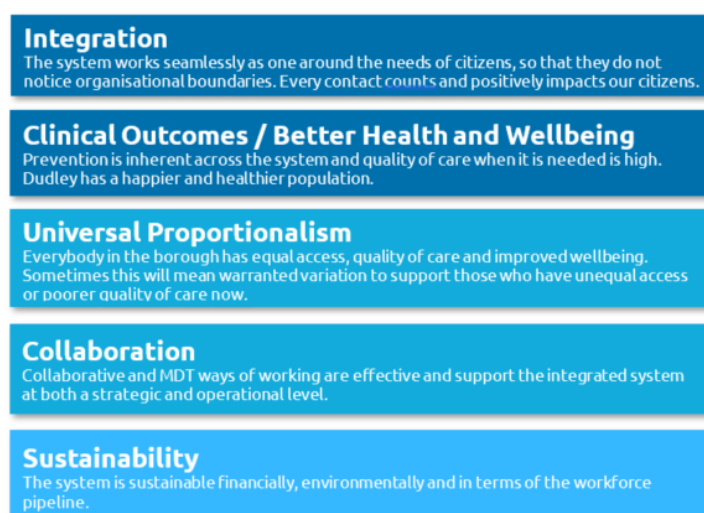 Integration
The system works seamlessly as one around the needs of citizens, so that they do not
notice organisational boundaries. Every contact counts and positively impacts our citizens.
Clinical Outcomes / Better Health and Wellbeing
Prevention is inherent across the system and quality of care when it is needed is high.
Dudley has a happier and healthier population.
Universal Proportionalism
Everybody in the borough has equal access, quality of care and improved wellbeing.
Sometimes this will mean warranted variation to support those who have unequal access
or poorer quality of care now.
Collaboration
Collaborative and MDT ways of working are effective and support the integrated system
at both a strategic and operational level.
Sustainability
The system is sustainable financially, environmentally and in terms of the workforce
pipeline.